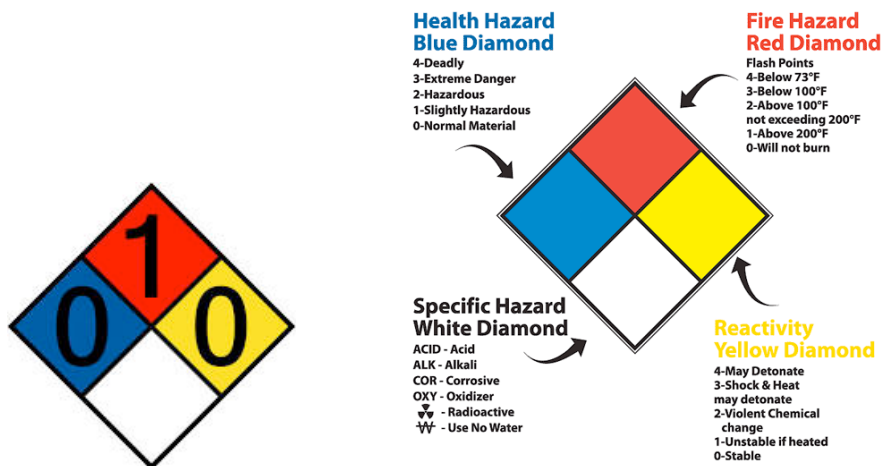 1
0 0
Health Hazard
Blue Diamond
4-Deadly
3-Extreme Danger
2-Hazardous
1-Slightly Hazardous
0-Normal Material
Fire Hazard
Red Diamond
Flash Points
4-Below 73°F
3-Below 100°F
2-Above 100°F
not exceeding 200°F
1-Above 200°F
0-Will not burn
Specific Hazard
White Diamond
ACID - Acid
ALK - Alkali
COR - Corrosive
OXY - Oxidizer
☢ - Radioactive
W̶ - Use No Water
Reactivity
Yellow Diamond
4-May Detonate
3-Shock & Heat
may detonate
2-Violent Chemical
change
1-Unstable if heated
0-Stable